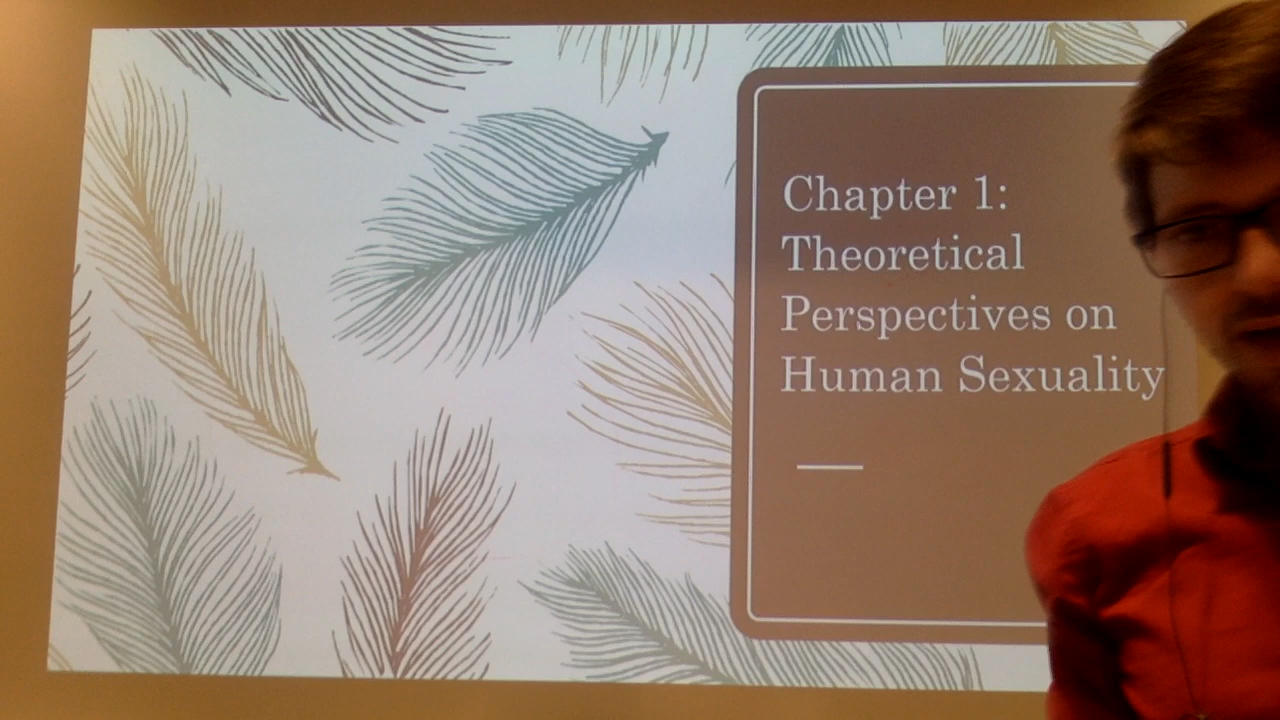 Chapter 1:
Theoretical
Perspectives on
Human Sexuality